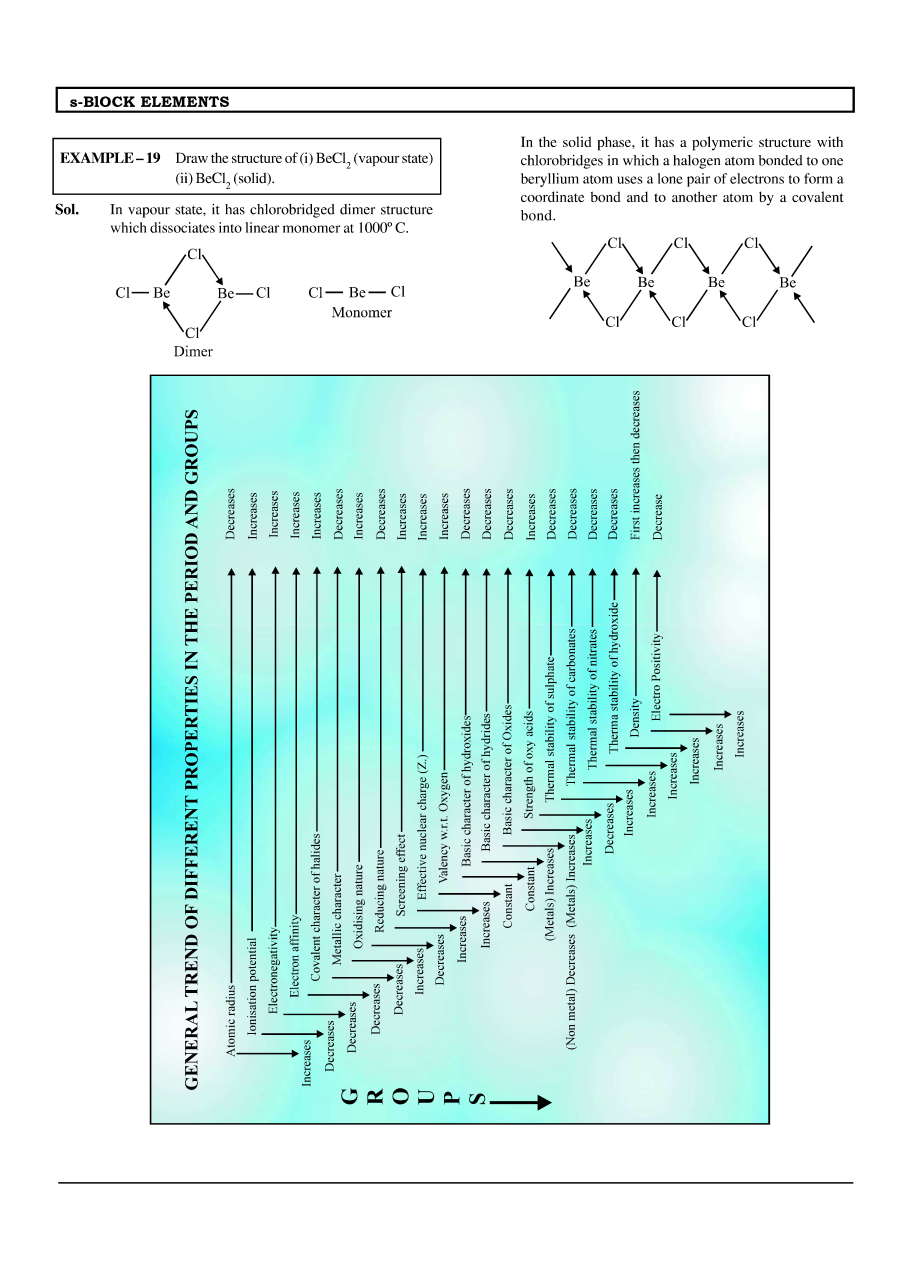 s-BlOCK ELEMENTS
EXAMPLE – 19 Draw the structure of (i) BeCl2 (vapour state)
(ii) BeCl2 (solid).
Sol. In vapour state, it has chlorobridged dimer structure
which dissociates into linear monomer at 1000º C.
Cl
Cl Be Be Cl
Cl
Dimer
Cl Be Cl
Monomer
In the solid phase, it has a polymeric structure with
chlorobridges in which a halogen atom bonded to one
beryllium atom uses a lone pair of electrons to form a
coordinate bond and to another atom by a covalent
bond.
Cl Cl Cl
Be Be Be Be
Cl Cl Cl
GENERAL TREND OF DIFFERENT PROPERTIES IN THE PERIOD AND GROUPS
Atomic radius Decreases
Ionisation potential Increases
Electronegativity Increases
Electron affinity Increases
Covalent character of halides Increases
Metallic character Decreases
Oxidising nature Increases
Reducing nature Decreases
Screening effect Increases
Effective nuclear charge (Z.) Increases
Valency w.r.t. Oxygen Increases
Basic character of hydroxides Decreases
Basic character of hydrides Decreases
Basic character of Oxides Decreases
Strength of oxy acids Increases
Thermal stability of sulphate Decreases
Thermal stability of carbonates Decreases
Thermal stability of nitrates Decreases
Therma stability of hydroxide Decreases
Density First increases then decreases
Electro Positivity Decrease
Increases
Decreases
Decreases
Decreases
Decreases
Increases
Decreases
Increases
Increases
Constant
Constant
(Metals) Increases
(Non metal) Decreases (Metals) Increases
Increases
Decreases
Increases
Increases
Increases
Increases
Increases
Increases
GROUPS